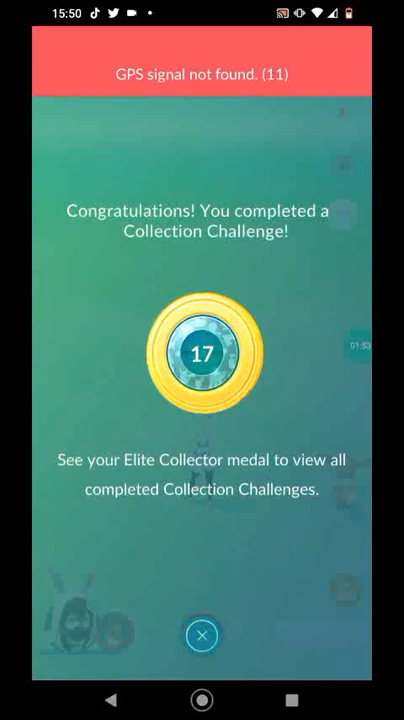 15:50
GPS signal not found. (11)
Congratulations! You completed a
Collection Challenge!
17
01:53
See your Elite Collector medal to view all
completed Collection Challenges.